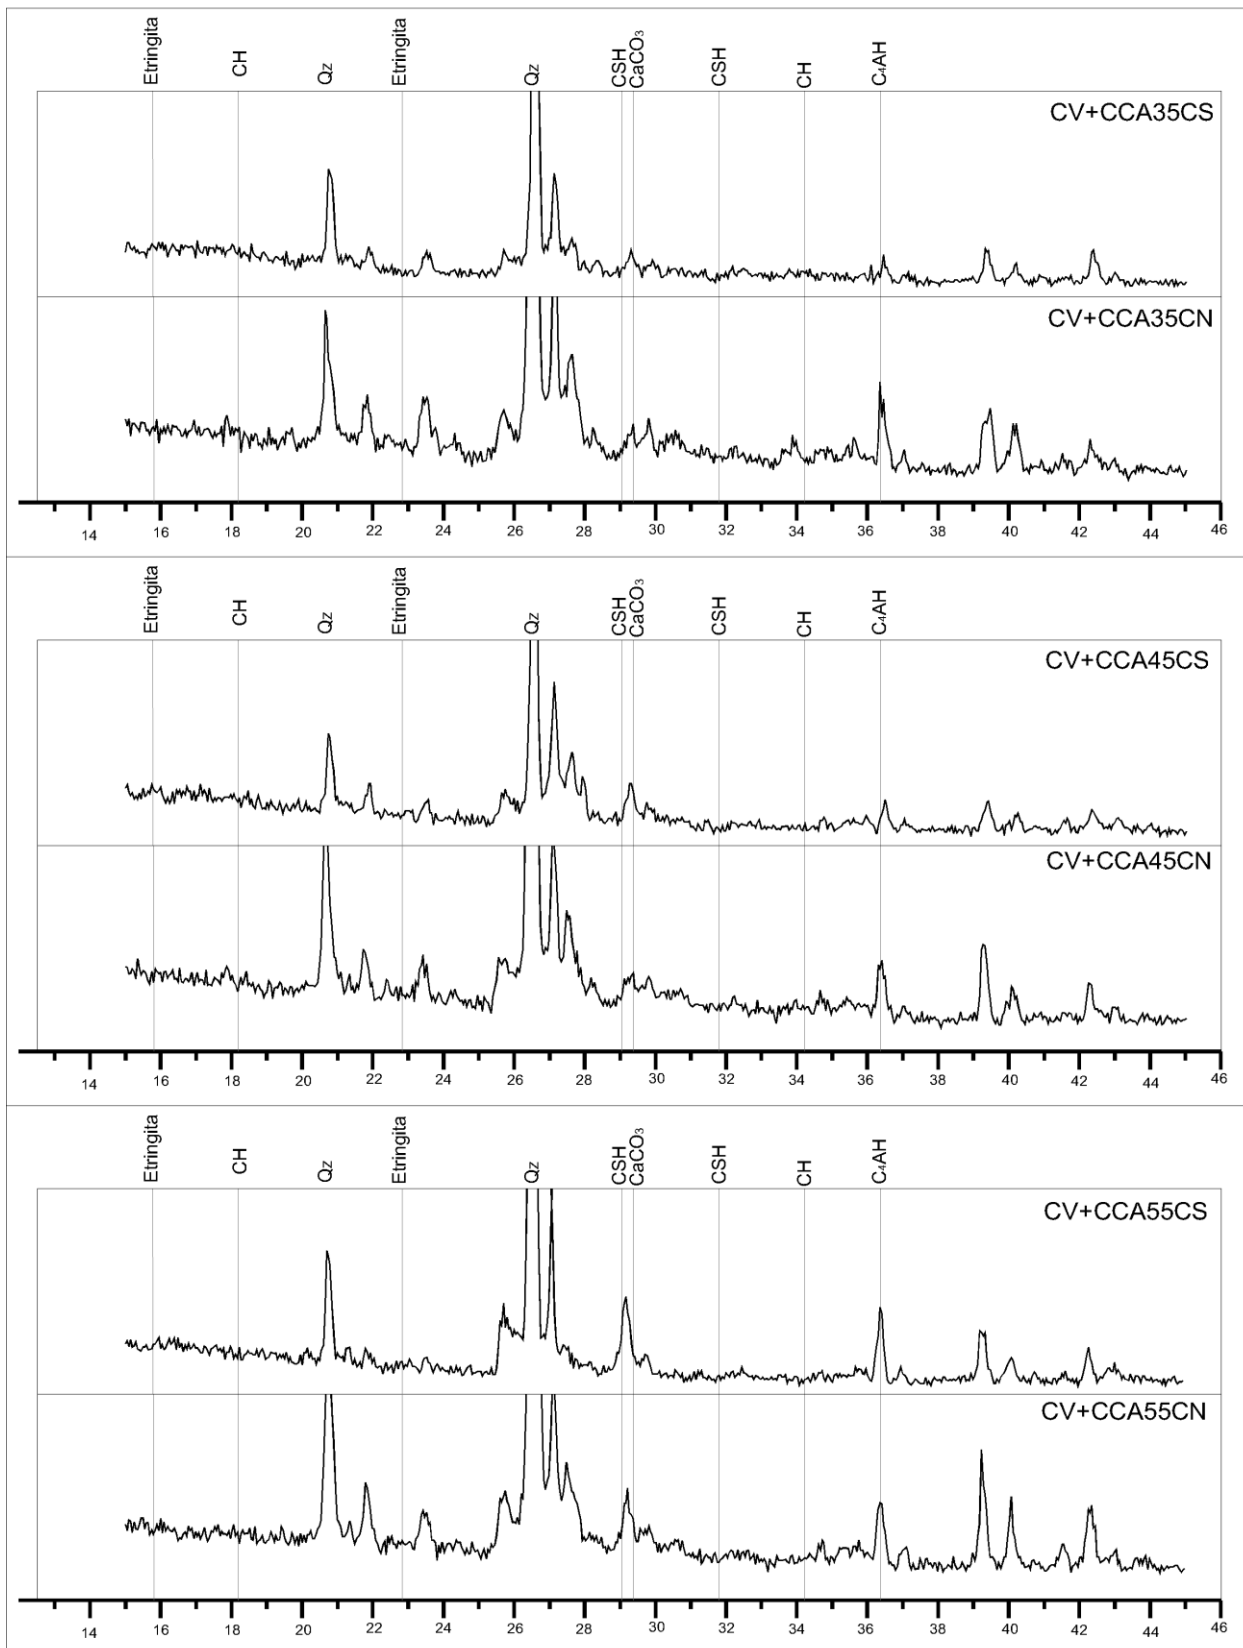 Etringita CH Qz Etringita Qz CSH CaCO₃ CSH CH C₄AH
CV+CCA35CS
CV+CCA35CN
14 16 18 20 22 24 26 28 30 32 34 36 38 40 42 44 46
Etringita CH Qz Etringita Qz CSH CaCO₃ CSH CH C₄AH
CV+CCA45CS
CV+CCA45CN
14 16 18 20 22 24 26 28 30 32 34 36 38 40 42 44 46
Etringita CH Qz Etringita Qz CSH CaCO₃ CSH CH C₄AH
CV+CCA55CS
CV+CCA55CN
14 16 18 20 22 24 26 28 30 32 34 36 38 40 42 44 46